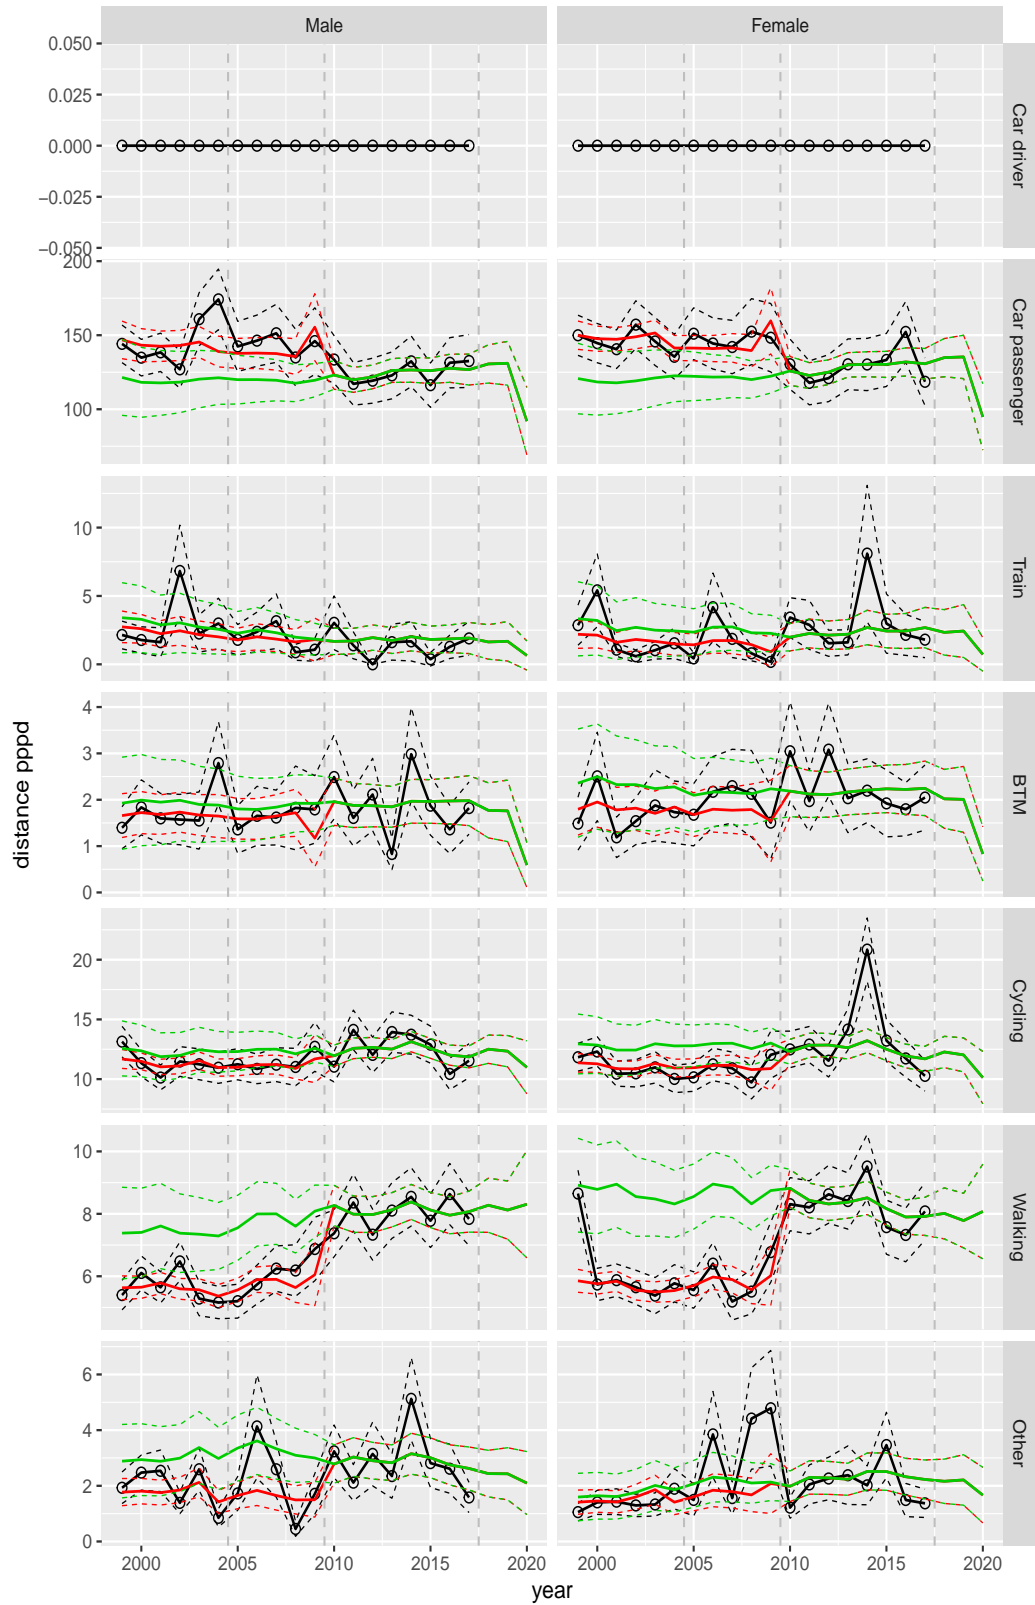 Male Female
0.050
0.025
0.000
−0.025
−0.050
Car driver
200
150
100
Car passenger
10
5
0
Train
4
3
2
1
0
BTM
distance pppd
20
15
10
Cycling
10
8
6
Walking
6
4
2
0
Other
2000 2005 2010 2015 2020 2000 2005 2010 2015 2020
year